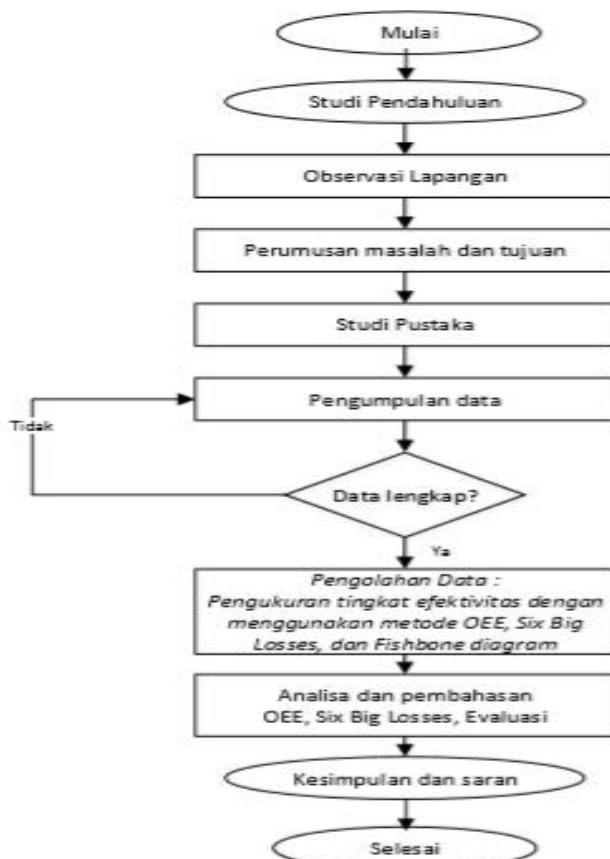 Mulai
Studi Pendahuluan
Observasi Lapangan
Perumusan masalah dan tujuan
Studi Pustaka
Pengumpulan data
Tidak
Data lengkap?
Ya
Pengolahan Data :
Pengukuran tingkat efektivitas dengan
menggunakan metode OEE, Six Big
Losses, dan Fishbone diagram
Analisa dan pembahasan
OEE, Six Big Losses, Evaluasi
Kesimpulan dan saran
Selesai